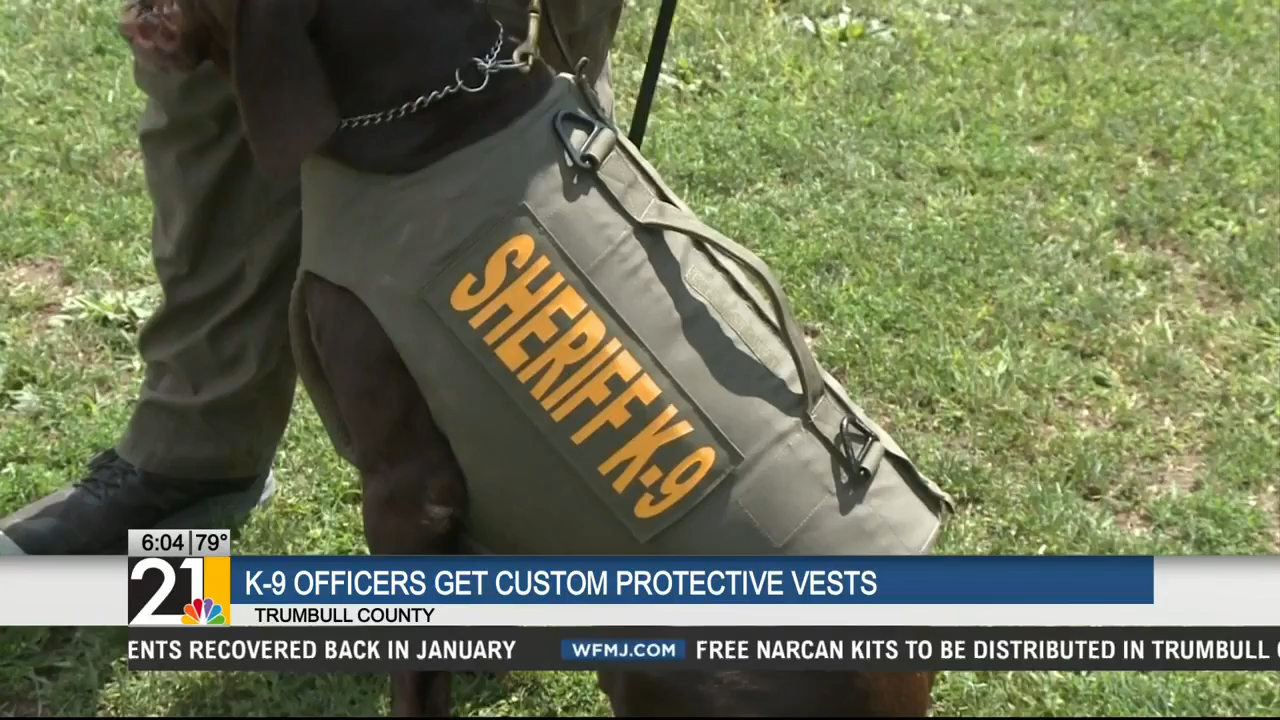 SHERIFF K-9
6:04 79°
21 K-9 OFFICERS GET CUSTOM PROTECTIVE VESTS
TRUMBULL COUNTY
ENTS RECOVERED BACK IN JANUARY WFMJ.COM FREE NARCAN KITS TO BE DISTRIBUTED IN TRUMBULL